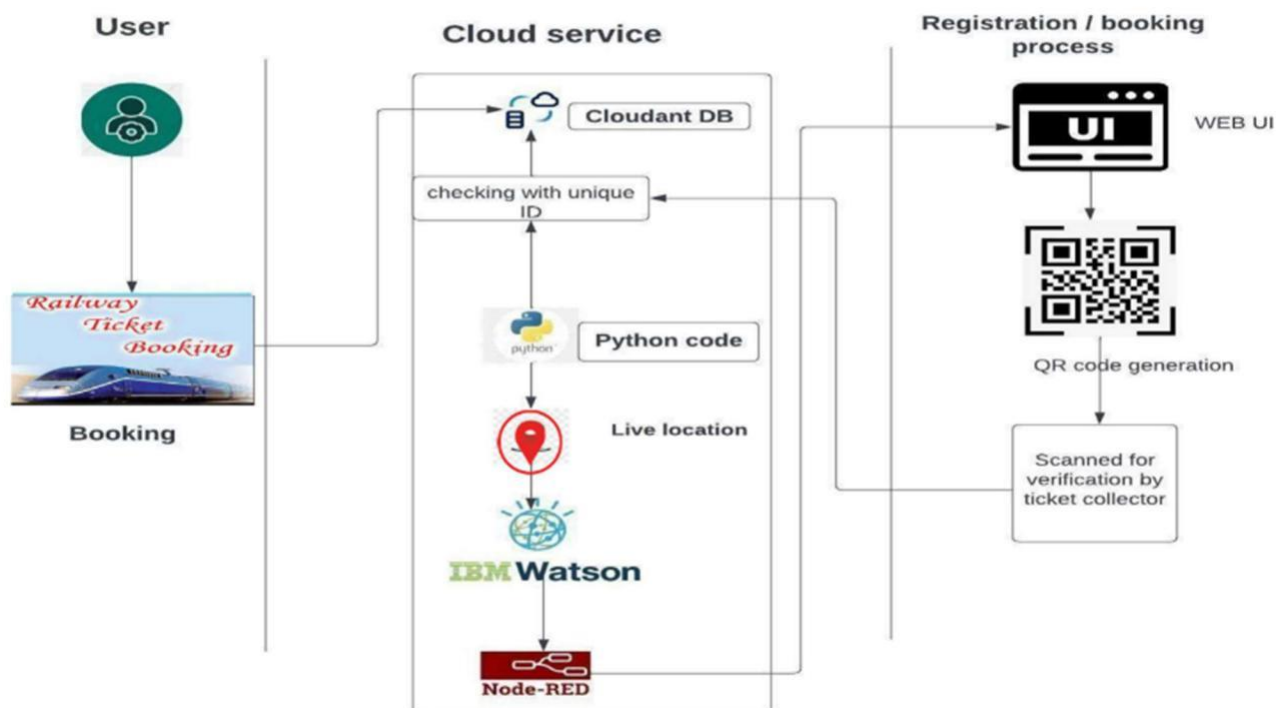 User
Cloud service
Registration / booking
process
Cloudant DB
UI
WEB UI
checking with unique
ID
Railway
Ticket
Booking
python
Python code
QR code generation
Booking
Live location
Scanned for
verification by
ticket collector
IBM Watson
Node-RED